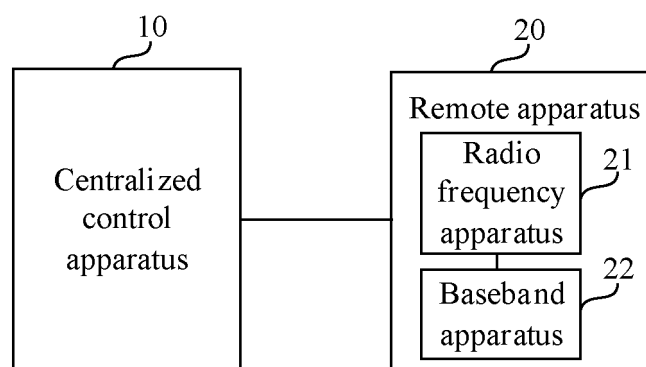 10
20
Centralized
control
apparatus
Remote apparatus
Radio
frequency
apparatus
21
Baseband
apparatus
22